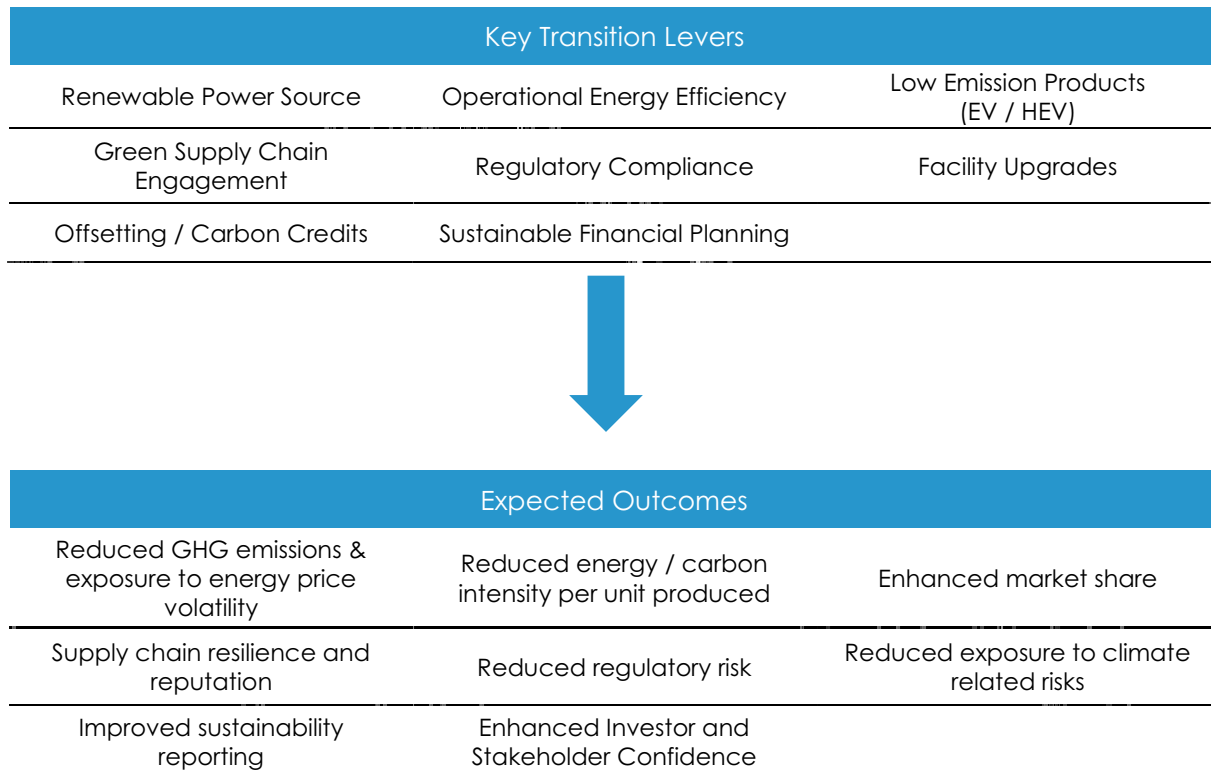 Key Transition Levers
Renewable Power Source
Operational Energy Efficiency
Low Emission Products
(EV / HEV)
Green Supply Chain
Engagement
Regulatory Compliance
Facility Upgrades
Offsetting / Carbon Credits
Sustainable Financial Planning
Expected Outcomes
Reduced GHG emissions &
exposure to energy price
volatility
Reduced energy / carbon
intensity per unit produced
Enhanced market share
Supply chain resilience and
reputation
Reduced regulatory risk
Reduced exposure to climate
related risks
Improved sustainability
reporting
Enhanced Investor and
Stakeholder Confidence